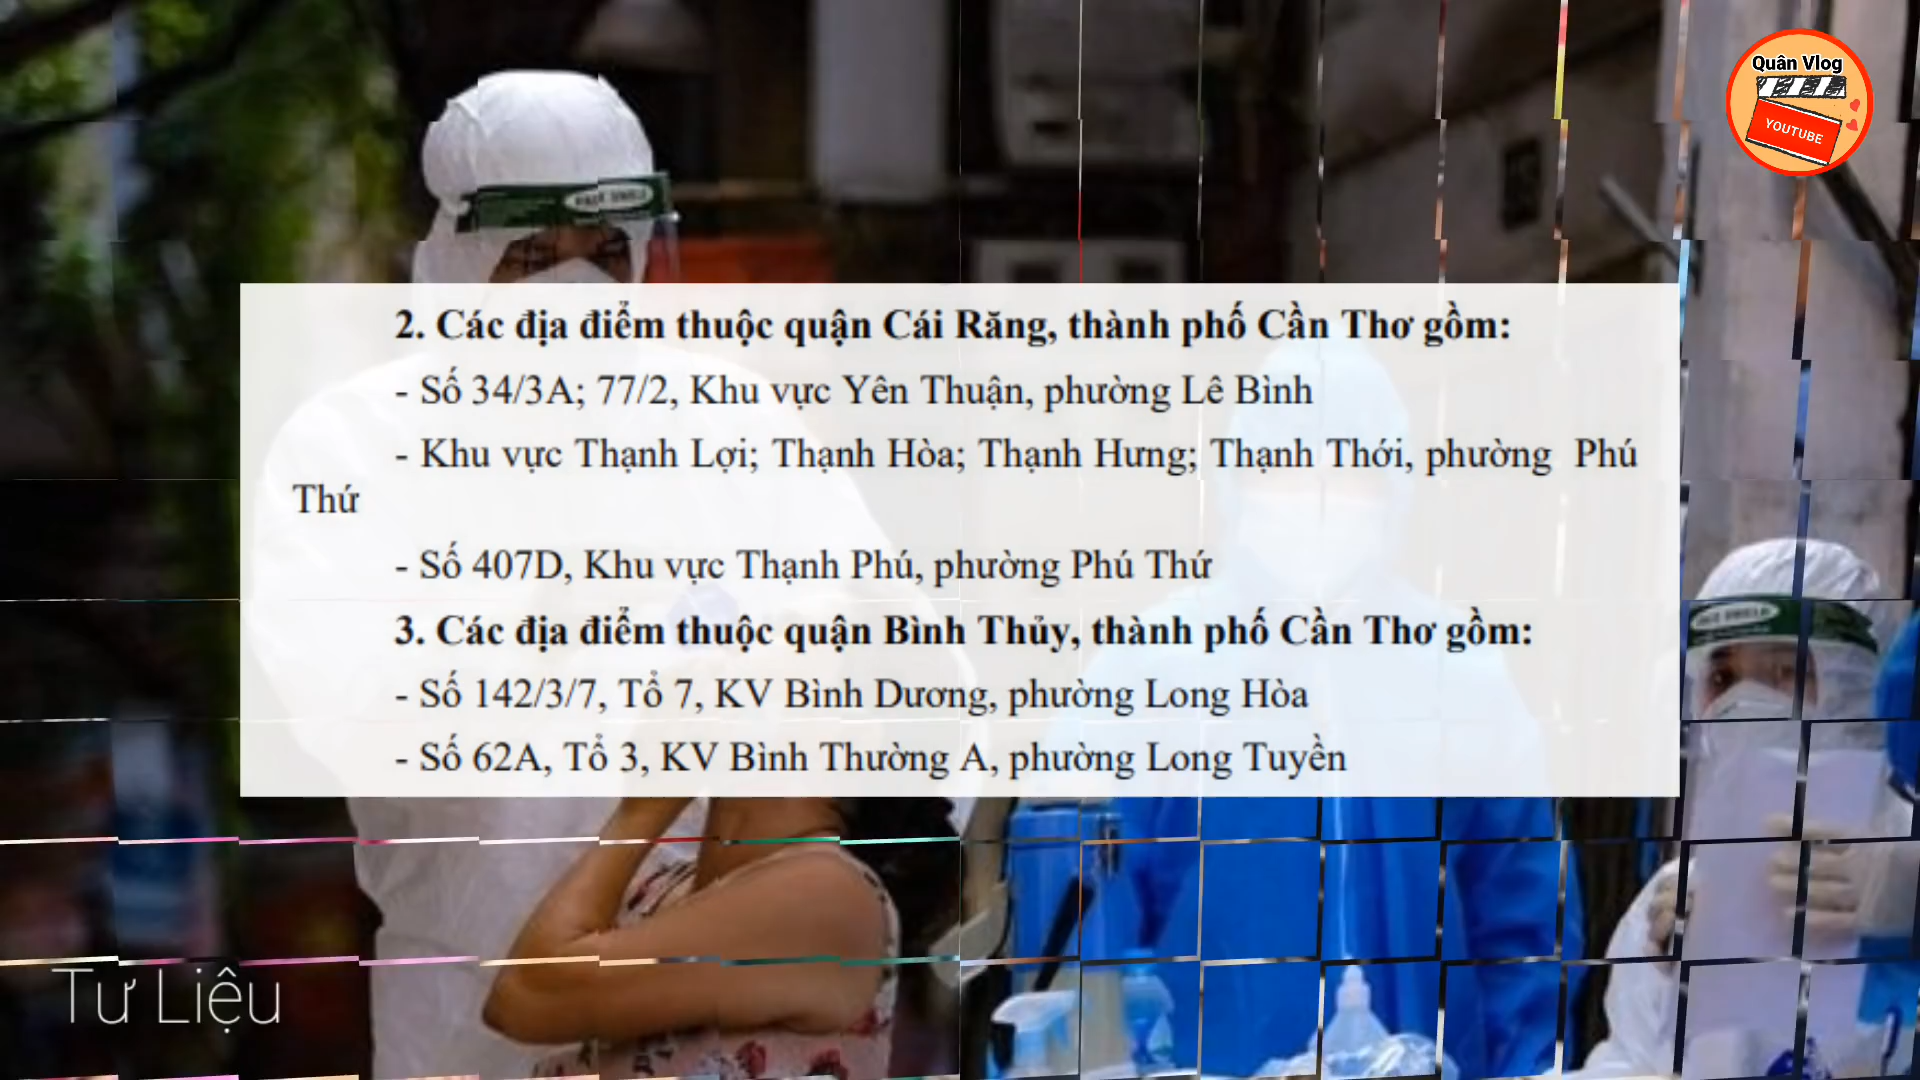 Quân Vlog
YOUTUBE
2. Các địa điểm thuộc quận Cái Răng, thành phố Cần Thơ gồm:
- Số 34/3A; 77/2, Khu vực Yên Thuận, phường Lê Bình
- Khu vực Thạnh Lợi; Thạnh Hòa; Thạnh Hưng; Thạnh Thới, phường Phú
Thứ
- Số 407D, Khu vực Thạnh Phú, phường Phú Thứ
3. Các địa điểm thuộc quận Bình Thủy, thành phố Cần Thơ gồm:
- Số 142/3/7, Tổ 7, KV Bình Dương, phường Long Hòa
- Số 62A, Tổ 3, KV Bình Thường A, phường Long Tuyền
Tư Liệu